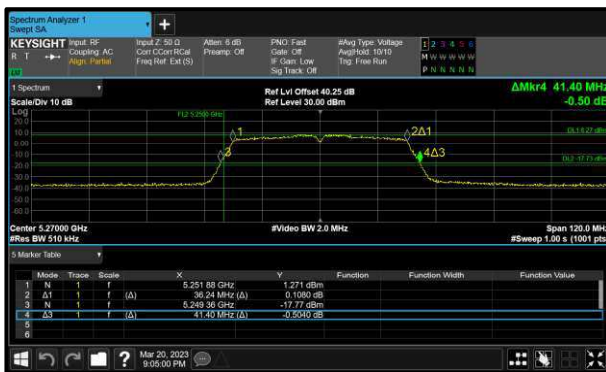 Spectrum Analyzer 1
Swept SA
+
KEYSIGHT Input: RF Input Z: 50 Ω Atten: 6 dB PNO: Fast #Avg Type: Voltage 1 2 3 4 5 6
R T Coupling: AC Corr CCorr RCal Preamp: Off Gate: Off Avg|Hold: 10/10 M W W W W W
Align: Partial Freq Ref: Ext (S) IF Gain: Low Trig: Free Run
Sig Track: Off P N N N N N
1 Spectrum Ref Lvl Offset 40.25 dB ΔMkr4 41.40 MHz
Scale/Div 10 dB Ref Level 30.00 dBm -0.50 dB
Log
20.0
10.0
0.00
-10.0
-20.0
-30.0
-40.0
-50.0
-60.0
1 2Δ1
3 4Δ3
DL2 -17.73 dBm
Center 5.27000 GHz #Video BW 2.0 MHz Span 120.0 MHz
#Res BW 510 kHz #Sweep 1.00 s (1001 pts)
5 Marker Table
Mode Trace Scale X Y Function Function Width Function Value
1 N 1 f 5.251 88 GHz 1.271 dBm
2 Δ1 1 f (Δ) 36.24 MHz (Δ) 0.1080 dB
3 N 1 f 5.249 36 GHz -17.77 dBm
4 Δ3 1 f (Δ) 41.40 MHz (Δ) -0.5040 dB
5
6
?
Mar 20, 2023
9:05:00 PM